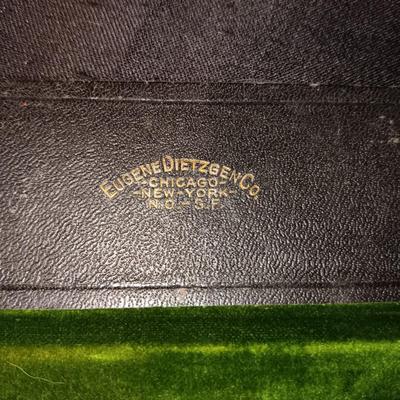 EUGENE DIETZGEN CO.
-CHICAGO-
-NEW-YORK-
N.O.-S.F.